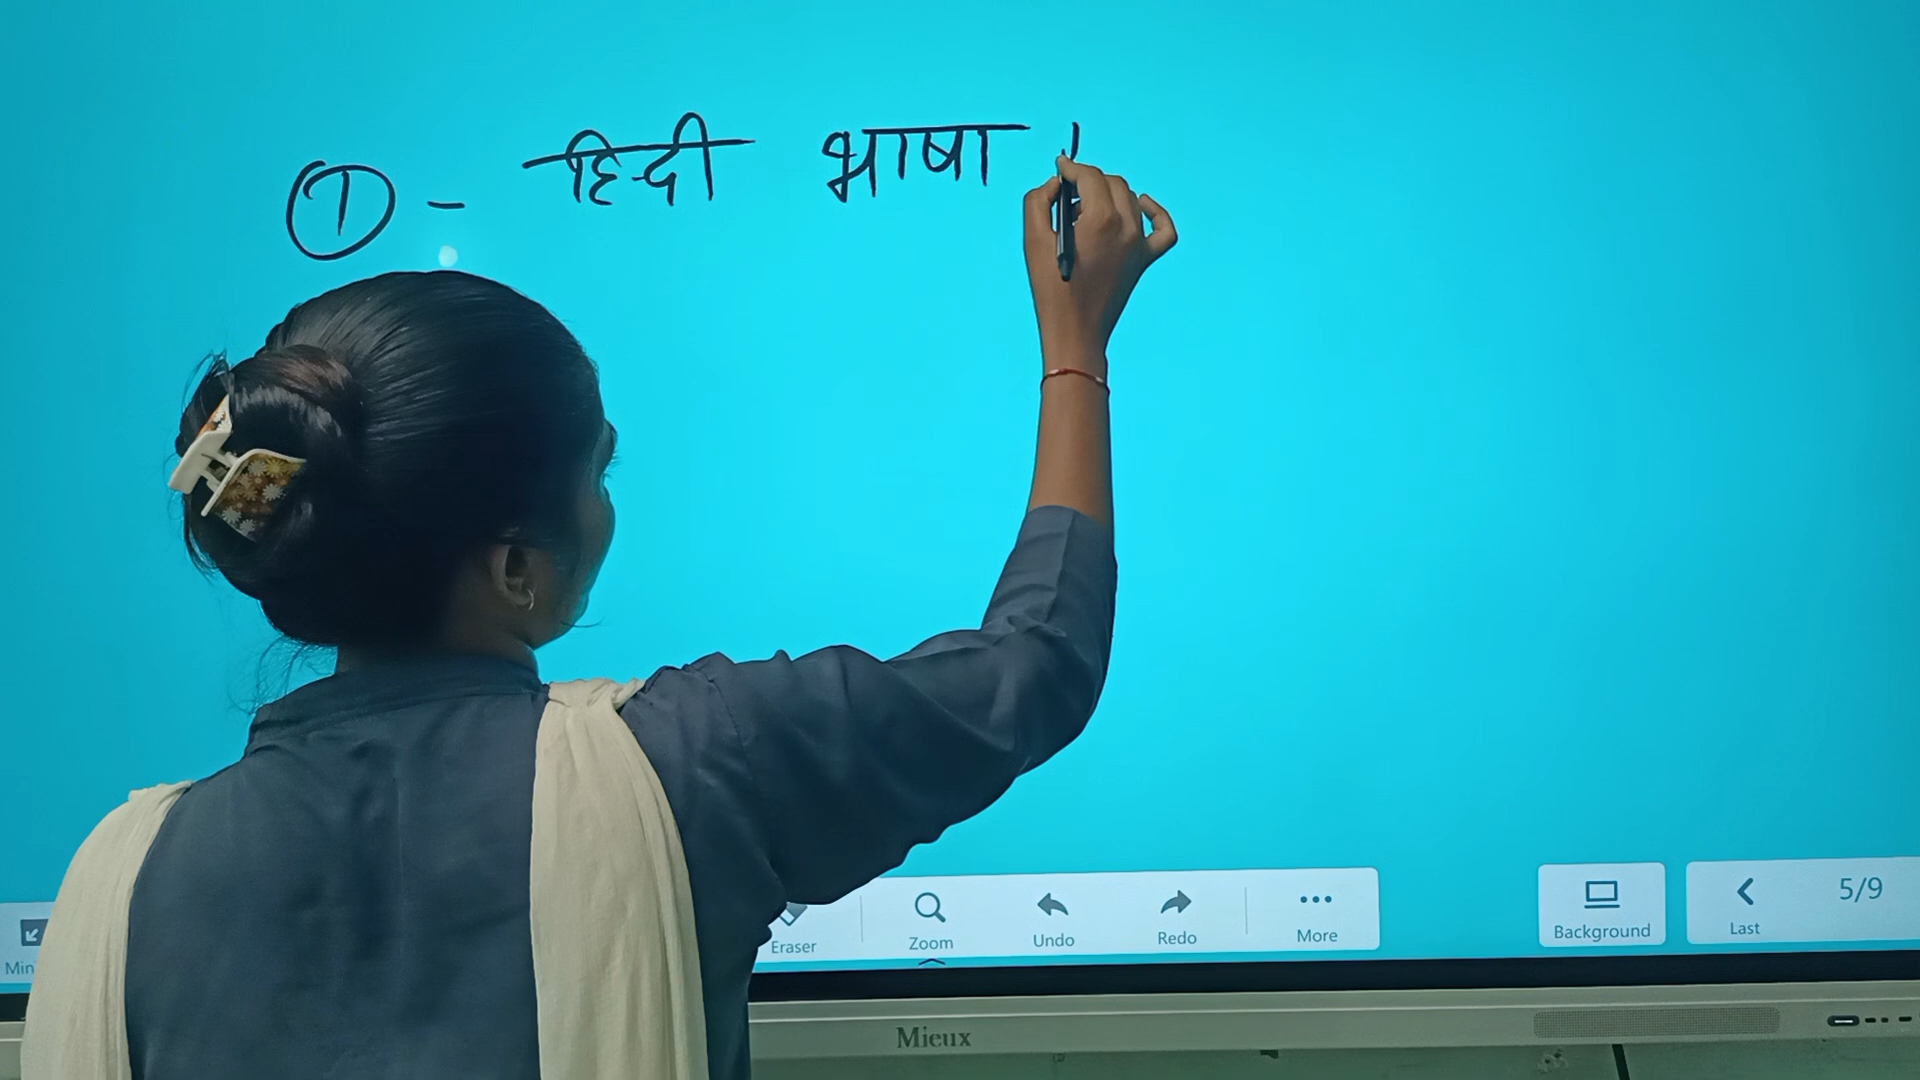 ① - हिदी भाषा
Eraser Zoom Undo Redo More Background Last 5/9
Mieux